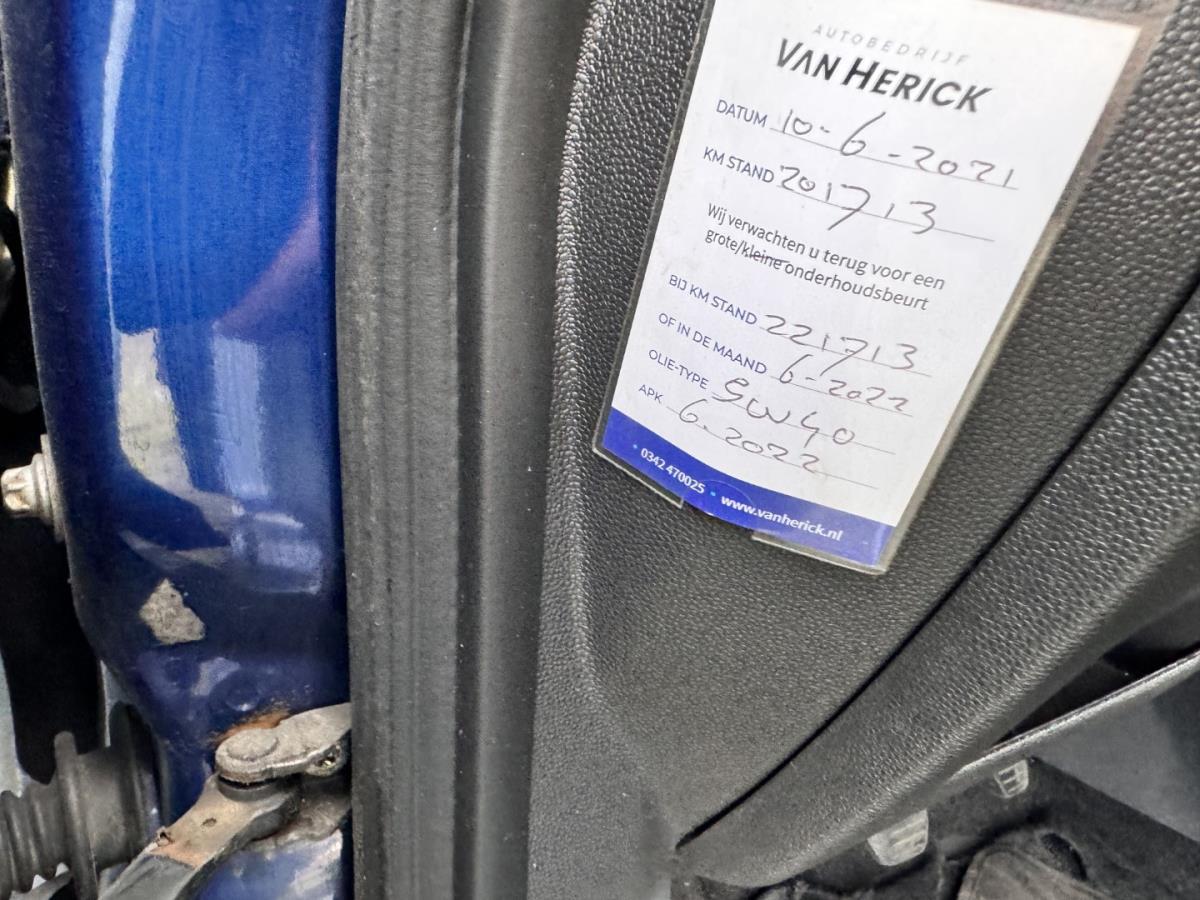 AUTOBEDRIJF
VAN HERICK
DATUM 10-6-2021
KM STAND 201713
Wij verwachten u terug voor een
grote/kleine onderhoudsbeurt
BIJ KM STAND 221713
OF IN DE MAAND 6-2022
OLIE-TYPE 5W40
APK 6.2022
• 0342 470025 • www.vanherick.nl